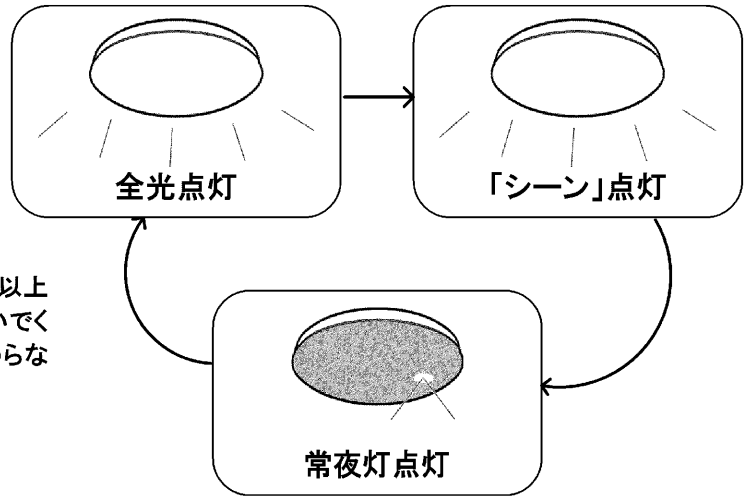 全光点灯
「シーン」点灯
以上
いでく
らな
常夜灯点灯